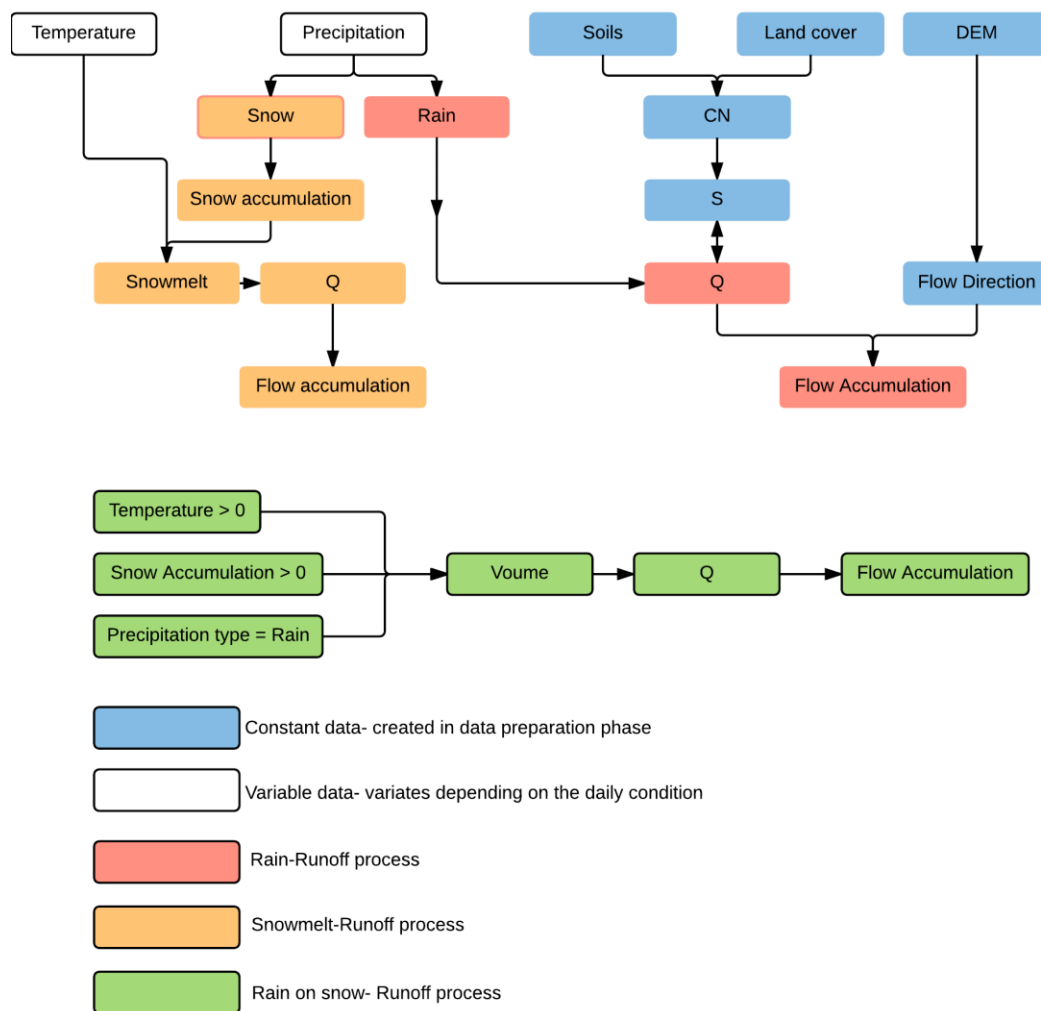 Temperature
Precipitation
Soils
Land cover
DEM
Snow
Rain
CN
Snow accumulation
S
Snowmelt
Q
Q
Flow Direction
Flow accumulation
Flow Accumulation
Temperature > 0
Snow Accumulation > 0
Voume
Q
Flow Accumulation
Precipitation type = Rain
Constant data- created in data preparation phase
Variable data- variates depending on the daily condition
Rain-Runoff process
Snowmelt-Runoff process
Rain on snow- Runoff process